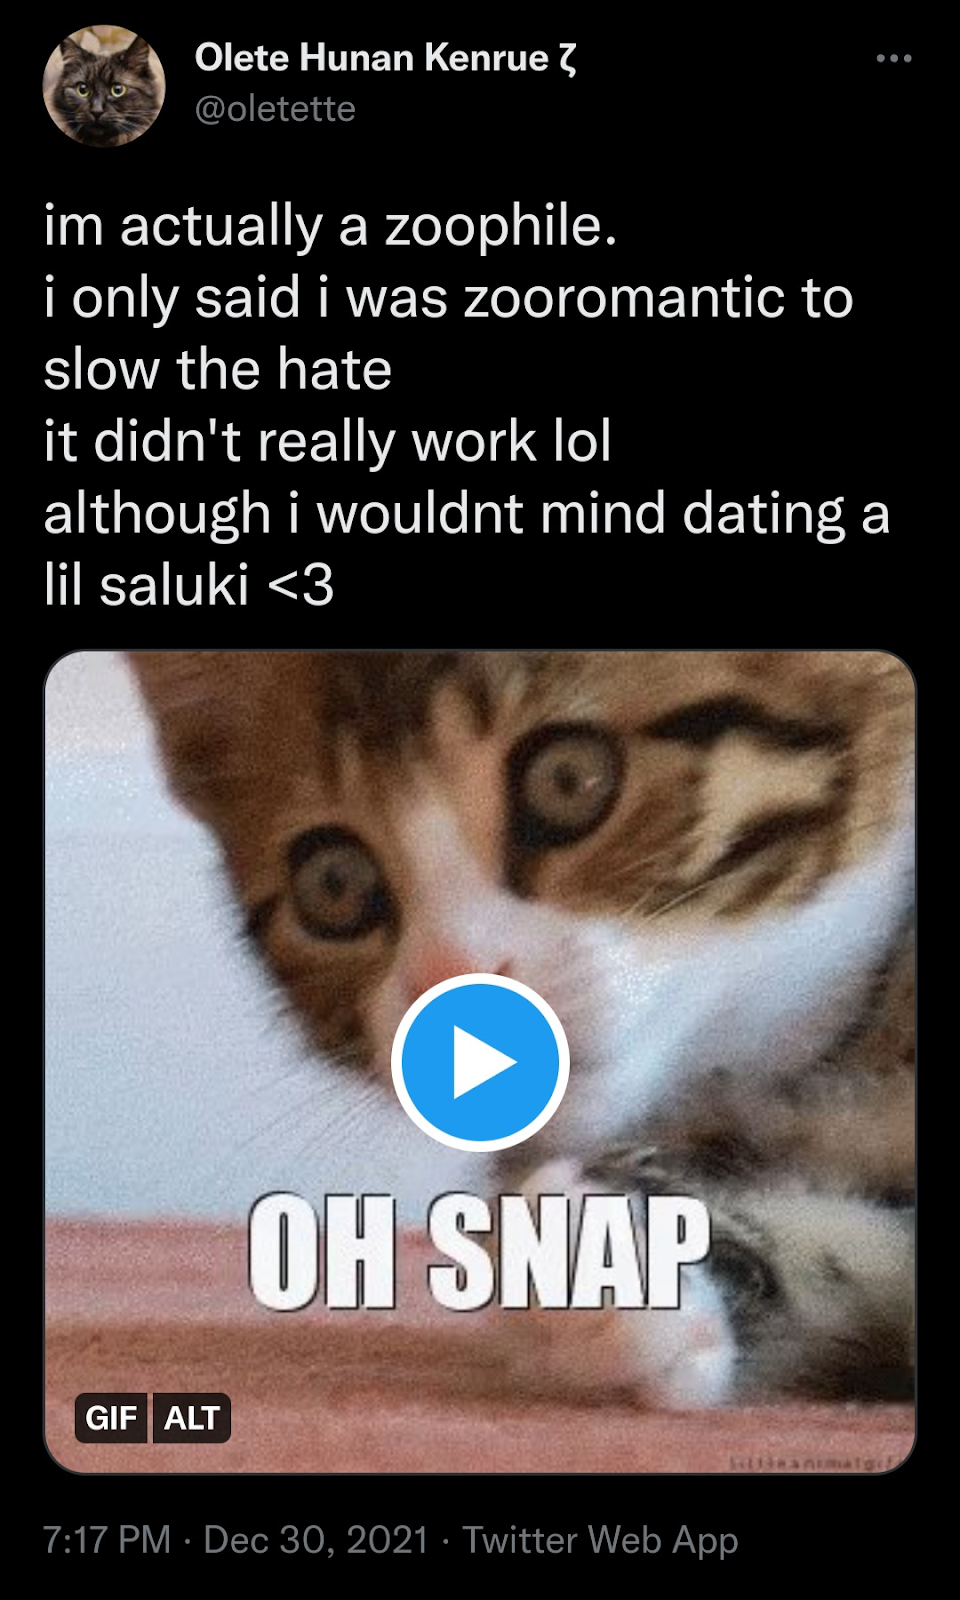 Olete Hunan Kenrue ζ
@oletette
im actually a zoophile.
i only said i was zooromantic to
slow the hate
it didn't really work lol
although i wouldnt mind dating a
lil saluki <3
OH SNAP
GIF ALT
7:17 PM · Dec 30, 2021 · Twitter Web App